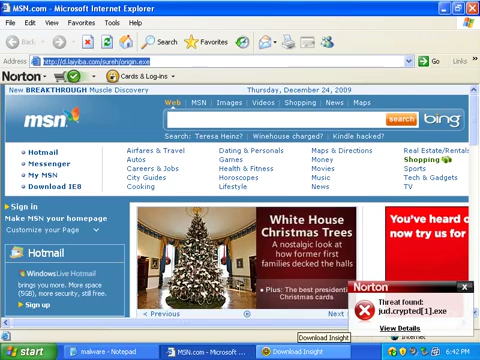 MSN.com - Microsoft Internet Explorer
File Edit View Favorites Tools Help
Back Search Favorites
Address http://d.laiyiba.com/sureh/origin.exe Go Links
Norton Cards & Log-ins
New BREAKTHROUGH Muscle Discovery Thursday, December 24, 2009
Web MSN Images Videos Shopping News Maps
msn search bing
Search: Teresa Heinz? Winehouse charged? Kindle hacked?
Hotmail
Messenger
My MSN
Download IE8
Airfares & Travel Dating & Personals Maps & Directions Real Estate/Rentals
Autos Games Money Shopping
Careers & Jobs Health & Fitness Movies Sports
City Guides Horoscopes Music Tech & Gadgets
Cooking Lifestyle News TV
Sign in
Make MSN your homepage
Customize your Page
Hotmail
Windows Live Hotmail
brings you more. More space
(5GB), more security, still free.
Sign up
White House
Christmas Trees
A nostalgic look at
how former first
families decked the
halls
Plus: The best presidenti
Christmas cards
Previous Next
You've heard o
now try us for
Norton
Threat found:
jud.crypted[1].exe
View Details
Download Insight
Internet
start malware - Notepad MSN.com - Microsoft ... Download Insight 6:42 PM